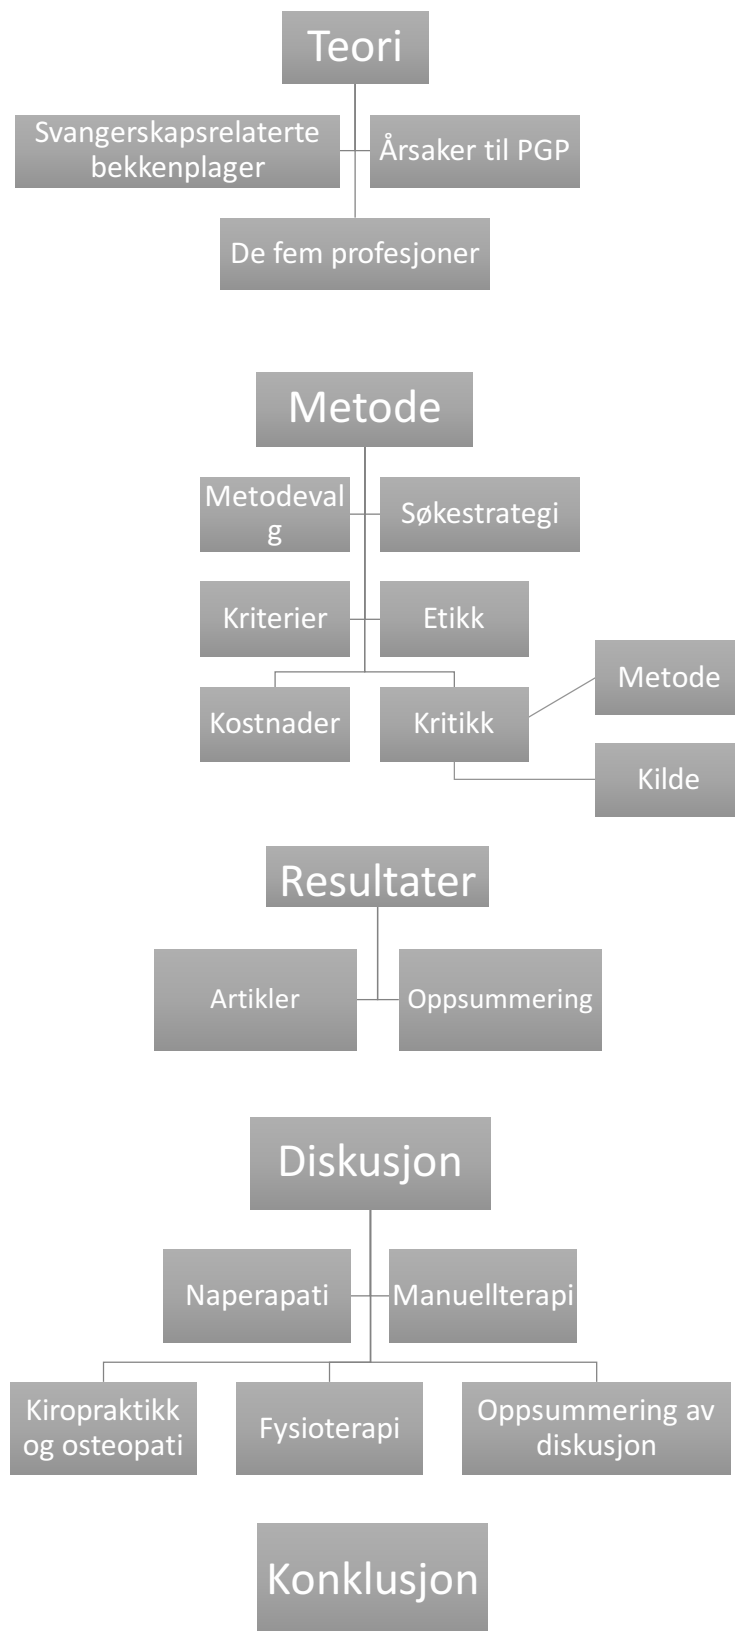 Teori
Svangerskapsrelaterte
bekkenplager
Årsaker til PGP
De fem profesjoner
Metode
Metodeval
g
Søkestrategi
Kriterier
Etikk
Kostnader
Kritikk
Metode
Kilde
Resultater
Artikler
Oppsummering
Diskusjon
Naperapati
Manuellterapi
Kiropraktikk
og osteopati
Fysioterapi
Oppsummering av
diskusjon
Konklusjon